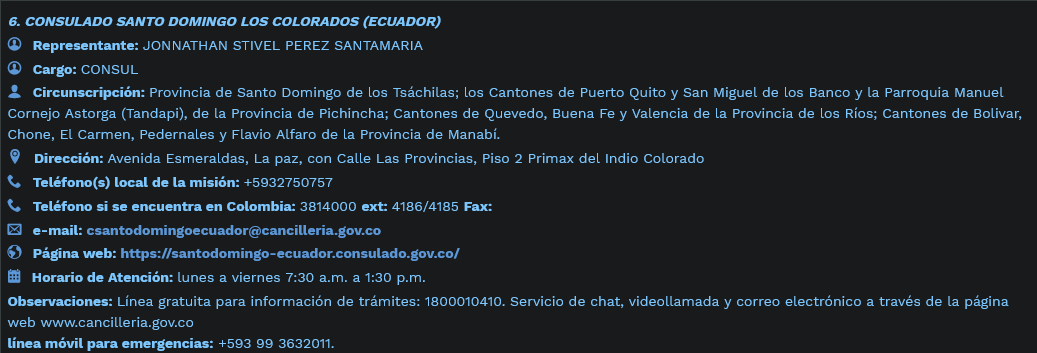 6. CONSULADO SANTO DOMINGO LOS COLORADOS (ECUADOR)
Representante: JONNATHAN STIVEL PEREZ SANTAMARIA
Cargo: CONSUL
Circunscripción: Provincia de Santo Domingo de los Tsáchilas; los Cantones de Puerto Quito y San Miguel de los Banco y la Parroquia Manuel
Cornejo Astorga (Tandapi), de la Provincia de Pichincha; Cantones de Quevedo, Buena Fe y Valencia de la Provincia de los Ríos; Cantones de Bolivar,
Chone, El Carmen, Pedernales y Flavio Alfaro de la Provincia de Manabí.
Dirección: Avenida Esmeraldas, La paz, con Calle Las Provincias, Piso 2 Primax del Indio Colorado
Teléfono(s) local de la misión: +5932750757
Teléfono si se encuentra en Colombia: 3814000 ext: 4186/4185 Fax:
e-mail: csantodomingoecuador@cancilleria.gov.co
Página web: https://santodomingo-ecuador.consulado.gov.co/
Horario de Atención: lunes a viernes 7:30 a.m. a 1:30 p.m.
Observaciones: Línea gratuita para información de trámites: 1800010410. Servicio de chat, videollamada y correo electrónico a través de la página
web www.cancilleria.gov.co
línea móvil para emergencias: +593 99 3632011.